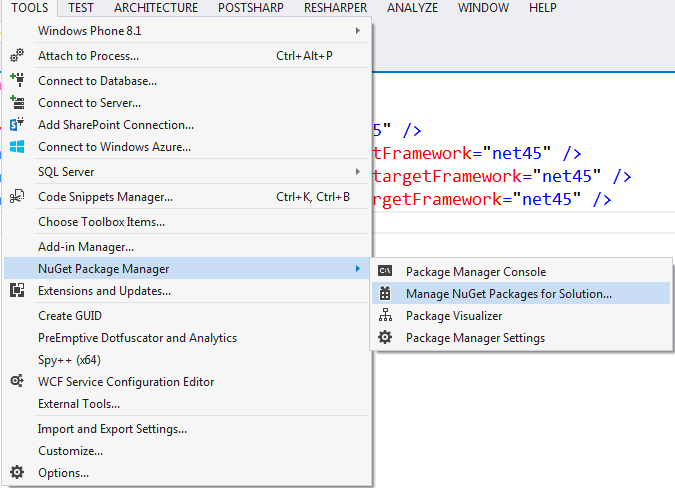 TOOLS TEST ARCHITECTURE POSTSHARP RESHARPER ANALYZE WINDOW HELP
Windows Phone 8.1
Attach to Process... Ctrl+Alt+P
Connect to Database...
Connect to Server...
Add SharePoint Connection...
Connect to Windows Azure...
SQL Server
Code Snippets Manager... Ctrl+K, Ctrl+B
Choose Toolbox Items...
Add-in Manager...
NuGet Package Manager
Extensions and Updates...
Create GUID
PreEmptive Dotfuscator and Analytics
Spy++ (x64)
WCF Service Configuration Editor
External Tools...
Import and Export Settings...
Customize...
Options...
5" />
tFramework="net45" />
targetFramework="net45" />
rgetFramework="net45" />
C:\
Package Manager Console
Manage NuGet Packages for Solution...
Package Visualizer
Package Manager Settings